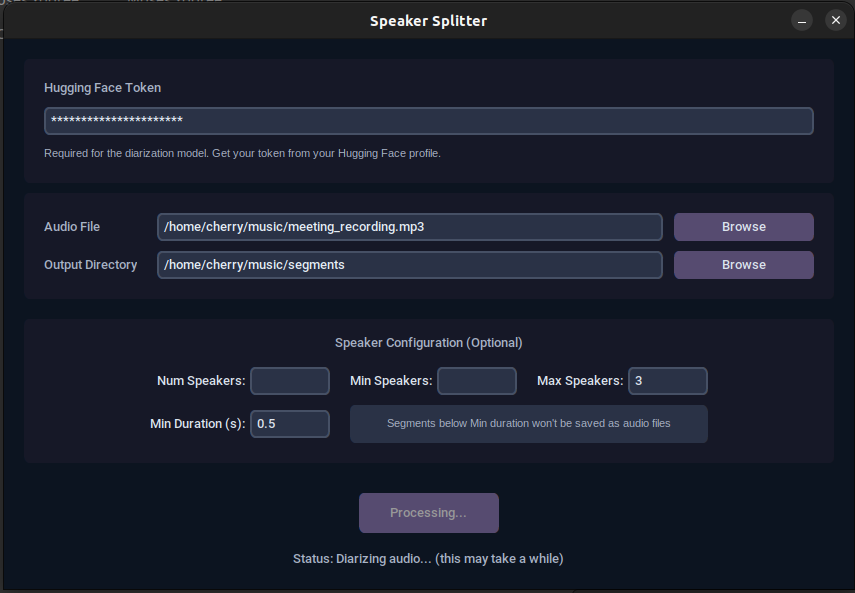 Speaker Splitter
Hugging Face Token
**********************
Required for the diarization model. Get your token from your Hugging Face profile.
Audio File /home/cherry/music/meeting_recording.mp3 Browse
Output Directory /home/cherry/music/segments Browse
Speaker Configuration (Optional)
Num Speakers: Min Speakers: Max Speakers: 3
Min Duration (s): 0.5 Segments below Min duration won't be saved as audio files
Processing...
Status: Diarizing audio... (this may take a while)